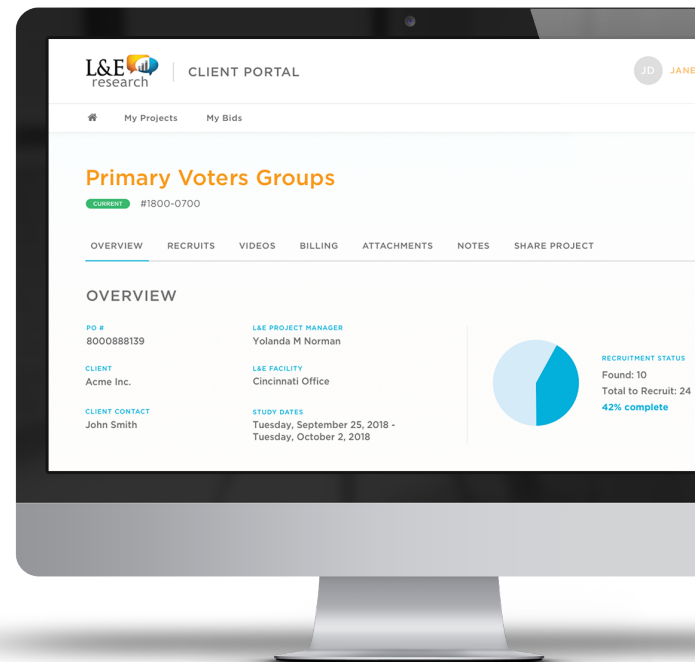 L&E
research
CLIENT PORTAL
JD
JANE
My Projects
My Bids
Primary Voters Groups
CURRENT
#1800-0700
OVERVIEW
RECRUITS
VIDEOS
BILLING
ATTACHMENTS
NOTES
SHARE PROJECT
OVERVIEW
PO #
8000888139
CLIENT
Acme Inc.
CLIENT CONTACT
John Smith
L&E PROJECT MANAGER
Yolanda M Norman
L&E FACILITY
Cincinnati Office
STUDY DATES
Tuesday, September 25, 2018 -
Tuesday, October 2, 2018
RECRUITMENT STATUS
Found: 10
Total to Recruit: 24
42% complete